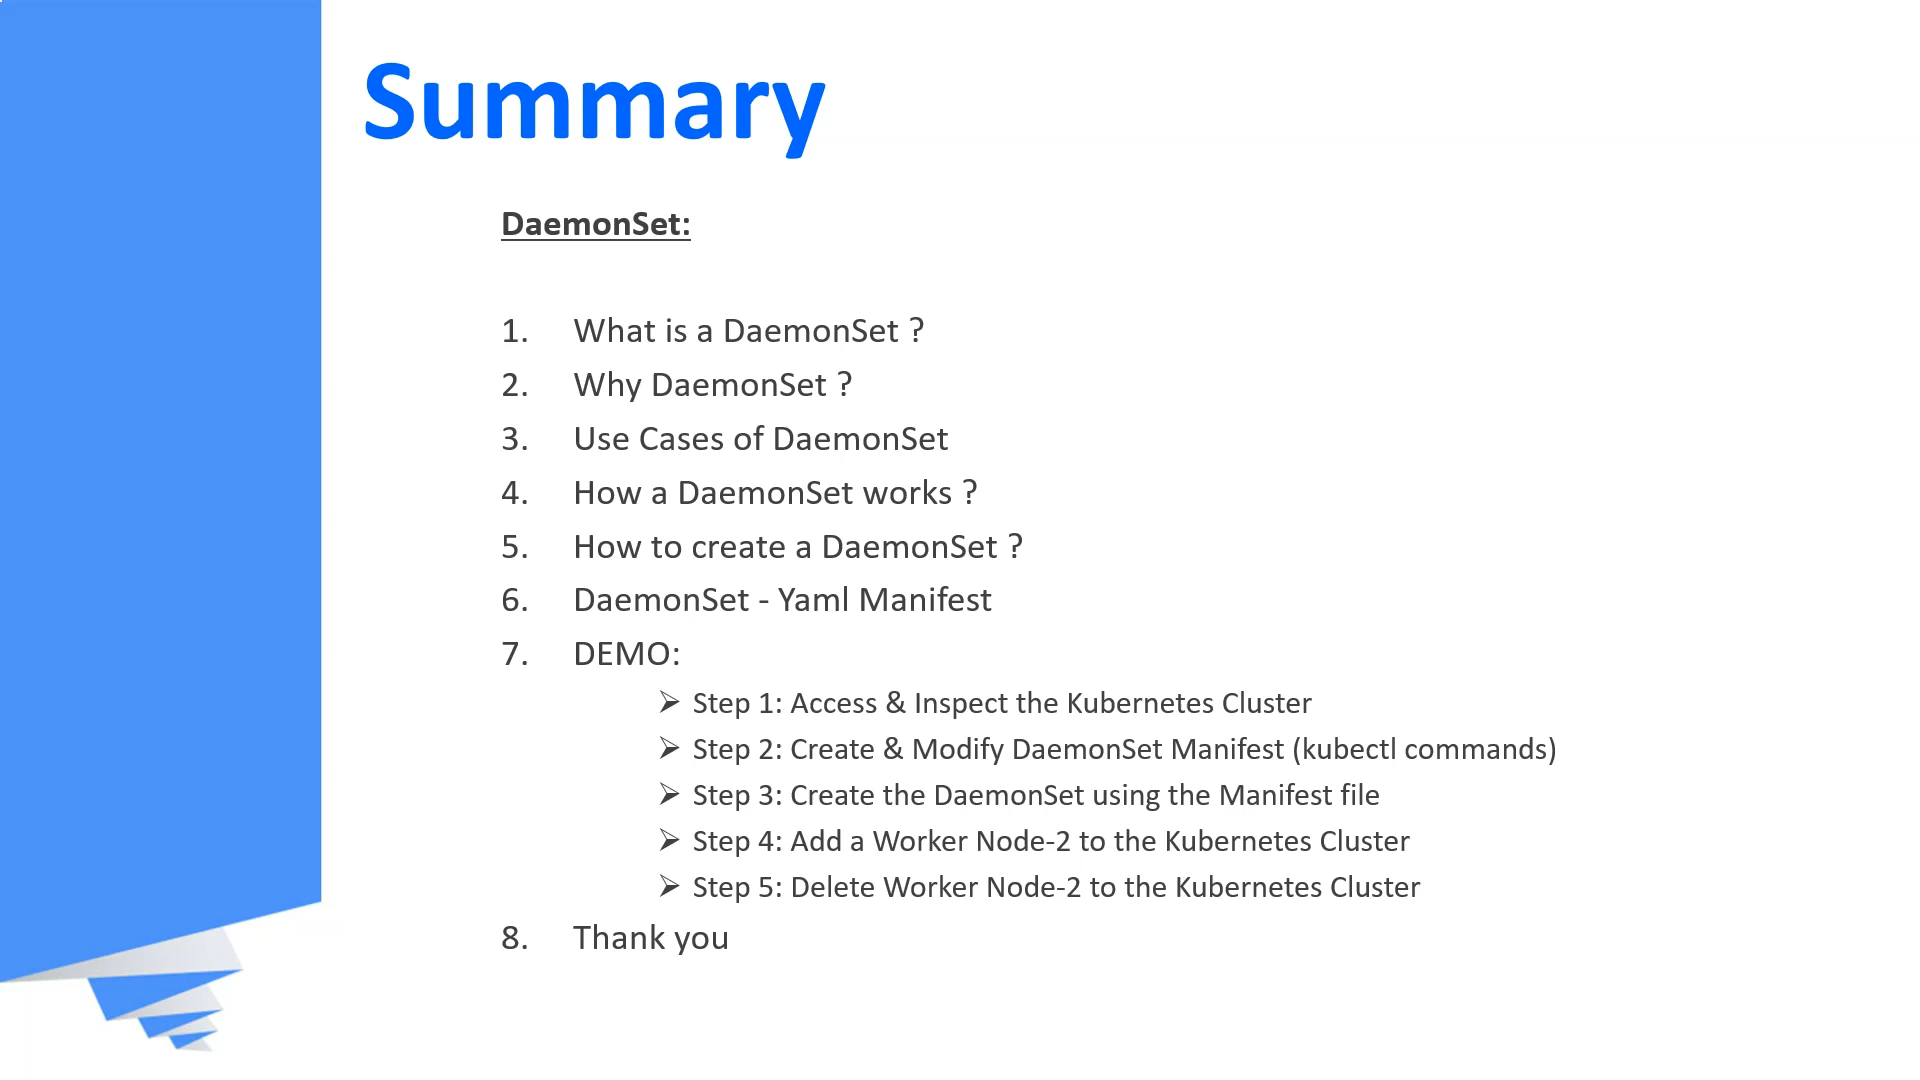 Summary
DaemonSet:
1. What is a DaemonSet ?
2. Why DaemonSet ?
3. Use Cases of DaemonSet
4. How a DaemonSet works ?
5. How to create a DaemonSet ?
6. DaemonSet - Yaml Manifest
7. DEMO:
➢ Step 1: Access & Inspect the Kubernetes Cluster
➢ Step 2: Create & Modify DaemonSet Manifest (kubectl commands)
➢ Step 3: Create the DaemonSet using the Manifest file
➢ Step 4: Add a Worker Node-2 to the Kubernetes Cluster
➢ Step 5: Delete Worker Node-2 to the Kubernetes Cluster
8. Thank you